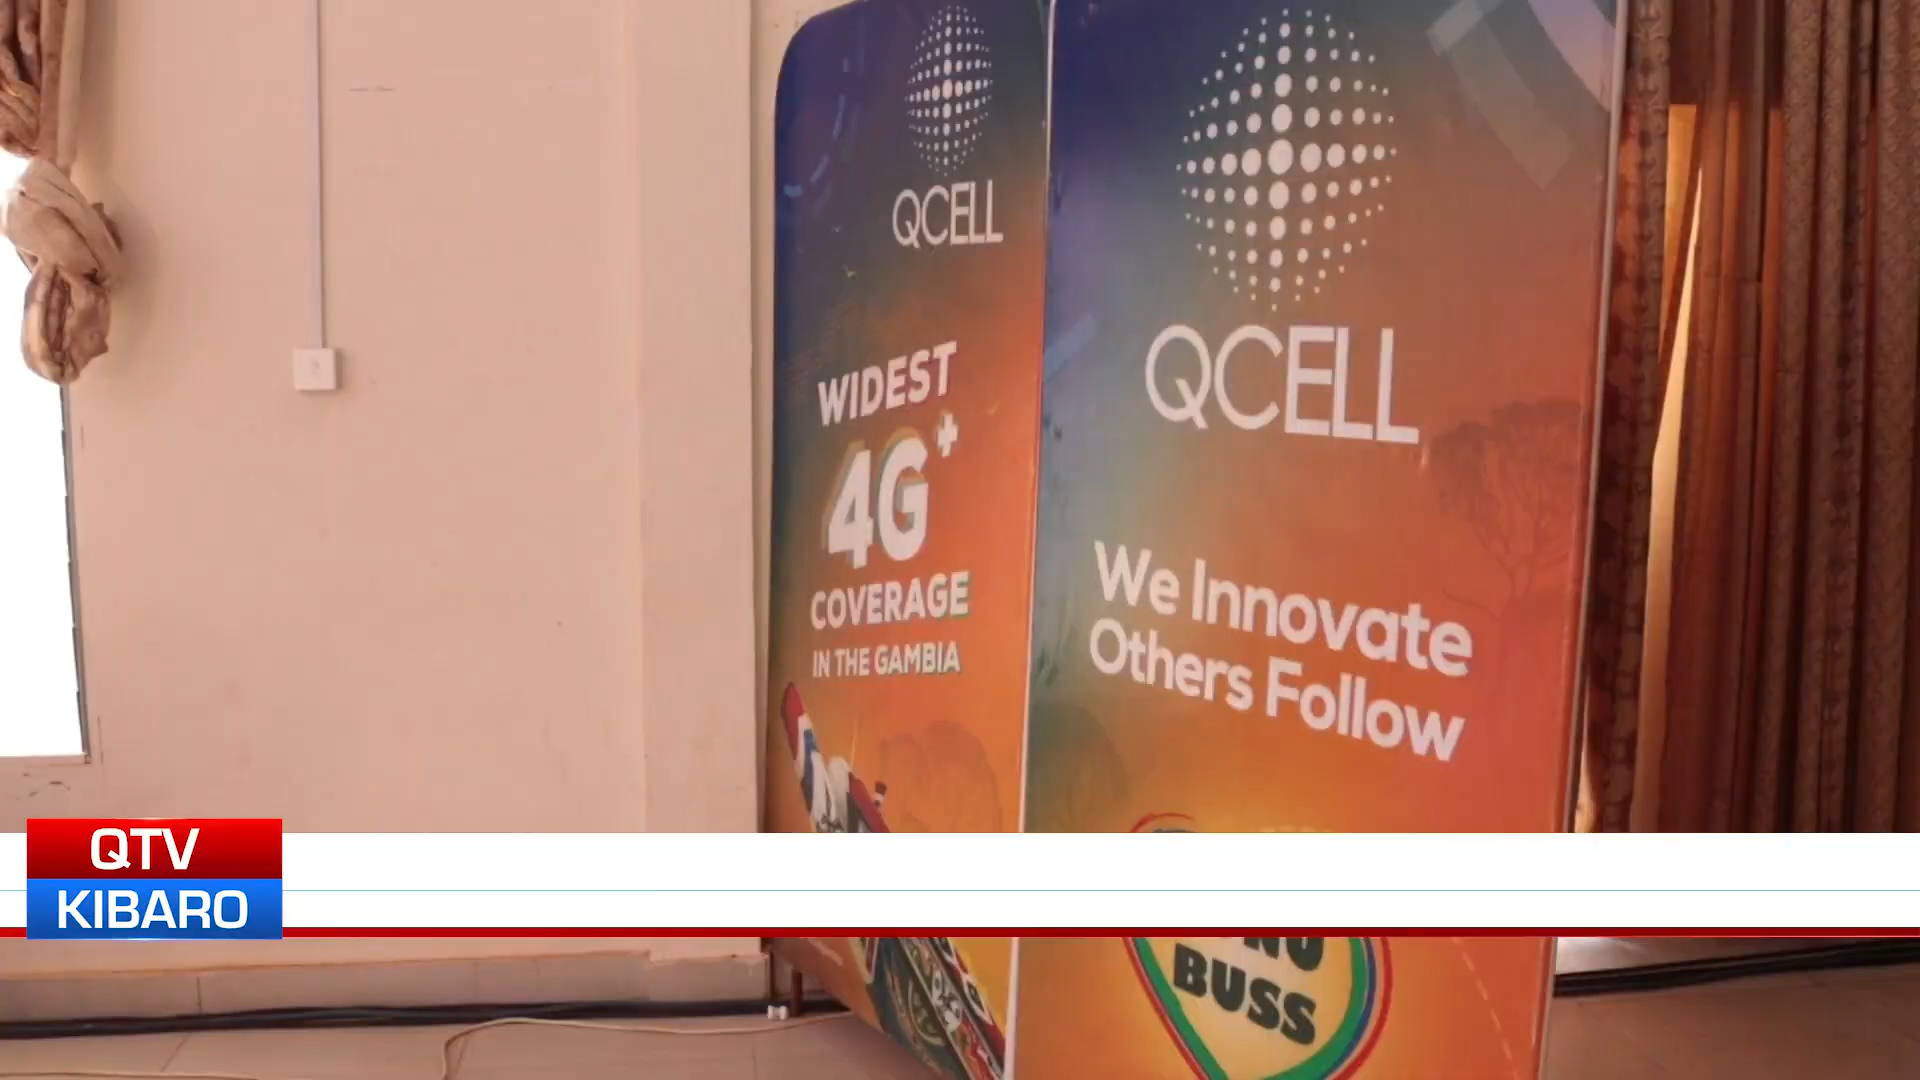 QCELL
WIDEST
4G+
COVERAGE
IN THE GAMBIA
QCELL
We Innovate
Others Follow
BUSS
QTV
KIBARO